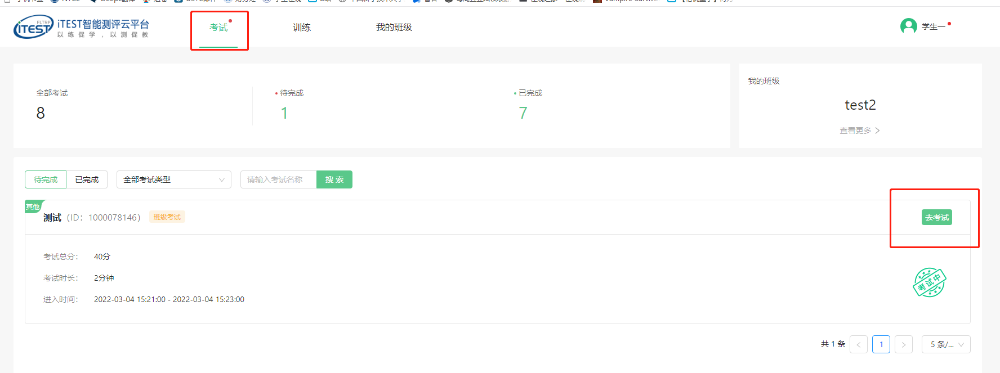 FLTRP
iTEST
iTEST智能测评云平台
以练促学，以测促教
考试
训练
我的班级
学生一
全部考试
8
待完成
1
已完成
7
我的班级
test2
查看更多 >
待完成
已完成
全部考试类型
请输入考试名称
搜 索
其他
测试 (ID：1000078146) 班级考试
去考试
考试总分： 40分
考试时长： 2分钟
进入时间： 2022-03-04 15:21:00 - 2022-03-04 15:23:00
考试中
共 1 条 < 1 > 5 条/...